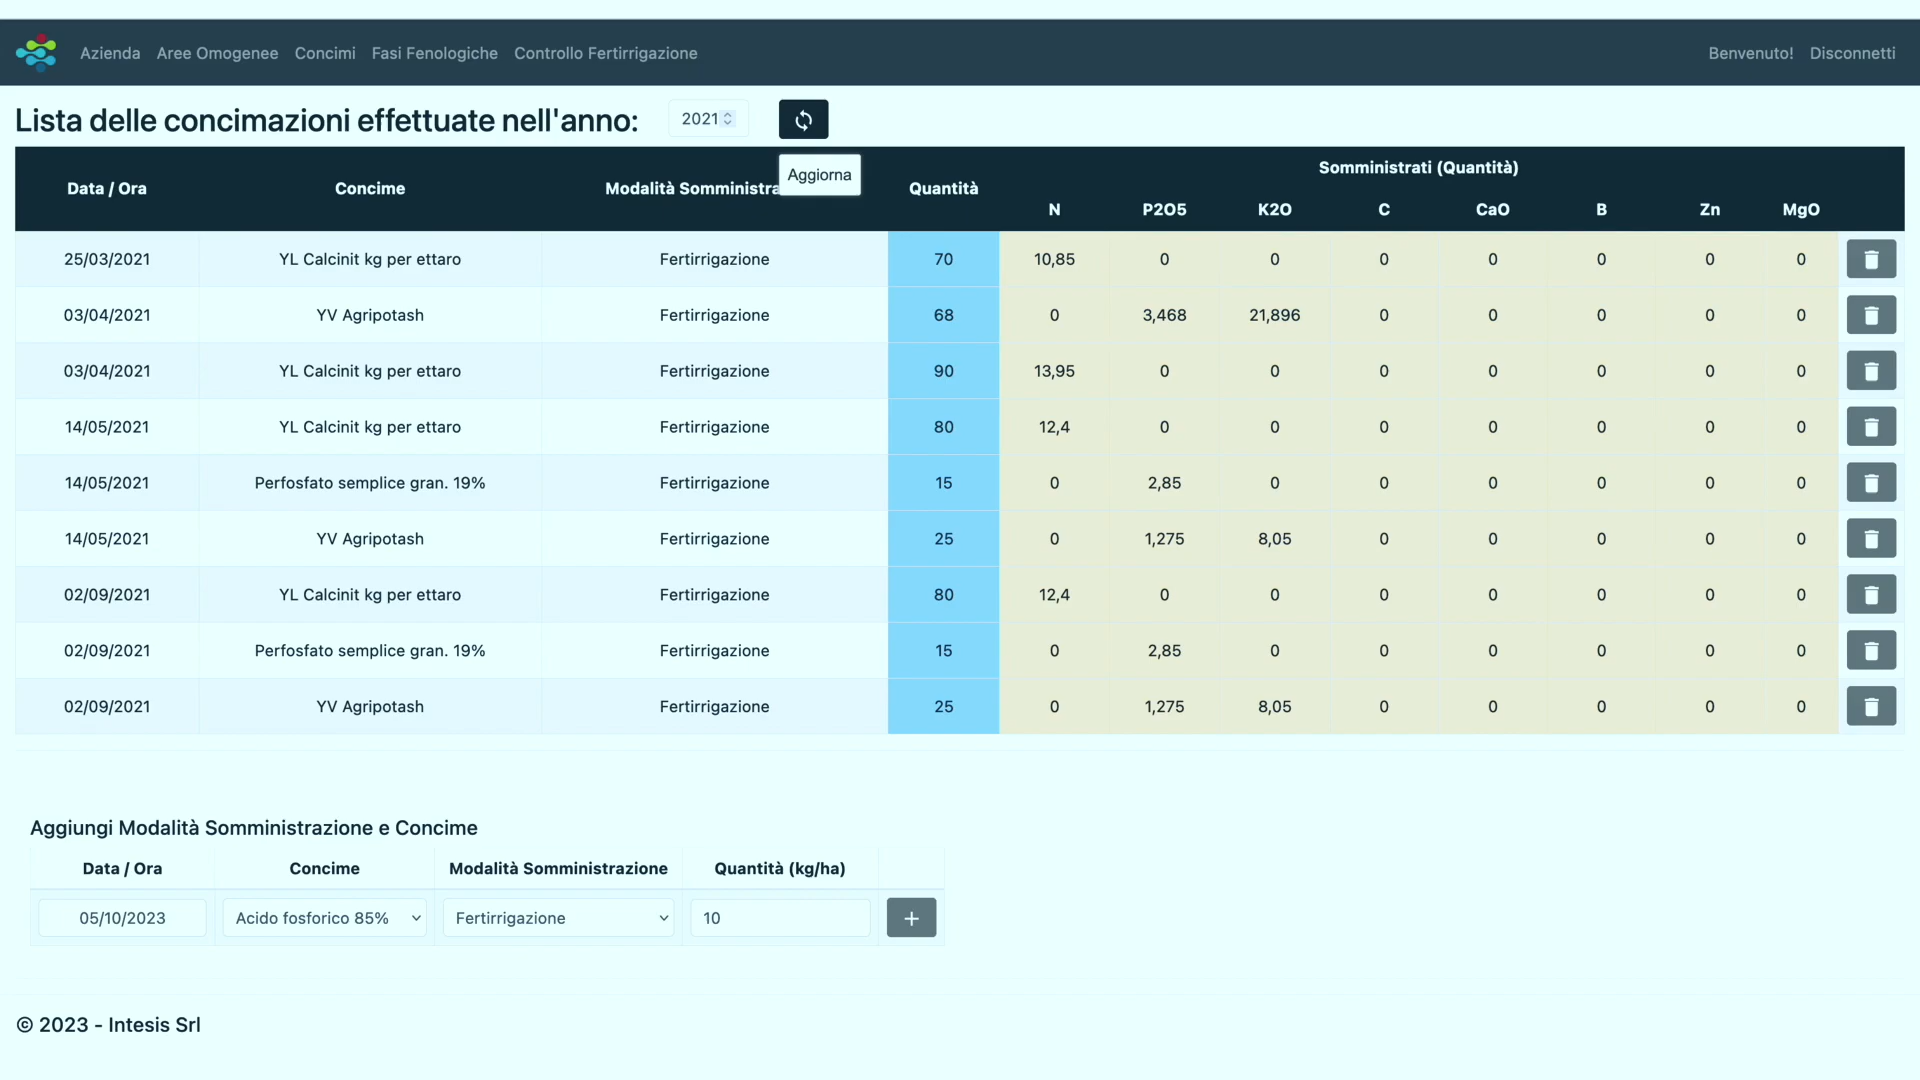 Azienda Aree Omogenee Concimi Fasi Fenologiche Controllo Fertirrigazione Benvenuto! Disconnetti
Lista delle concimazioni effettuate nell'anno: 2021
Aggiorna
Somministrati (Quantità)
Data / Ora Concime Modalità Somministra Quantità
N P2O5 K2O C CaO B Zn MgO
25/03/2021 YL Calcinit kg per ettaro Fertirrigazione 70 10,85 0 0 0 0 0 0 0
03/04/2021 YV Agripotash Fertirrigazione 68 0 3,468 21,896 0 0 0 0 0
03/04/2021 YL Calcinit kg per ettaro Fertirrigazione 90 13,95 0 0 0 0 0 0 0
14/05/2021 YL Calcinit kg per ettaro Fertirrigazione 80 12,4 0 0 0 0 0 0 0
14/05/2021 Perfosfato semplice gran. 19% Fertirrigazione 15 0 2,85 0 0 0 0 0 0
14/05/2021 YV Agripotash Fertirrigazione 25 0 1,275 8,05 0 0 0 0 0
02/09/2021 YL Calcinit kg per ettaro Fertirrigazione 80 12,4 0 0 0 0 0 0 0
02/09/2021 Perfosfato semplice gran. 19% Fertirrigazione 15 0 2,85 0 0 0 0 0 0
02/09/2021 YV Agripotash Fertirrigazione 25 0 1,275 8,05 0 0 0 0 0
Aggiungi Modalità Somministrazione e Concime
Data / Ora Concime Modalità Somministrazione Quantità (kg/ha)
05/10/2023 Acido fosforico 85% Fertirrigazione 10 +
© 2023 - Intesis Srl